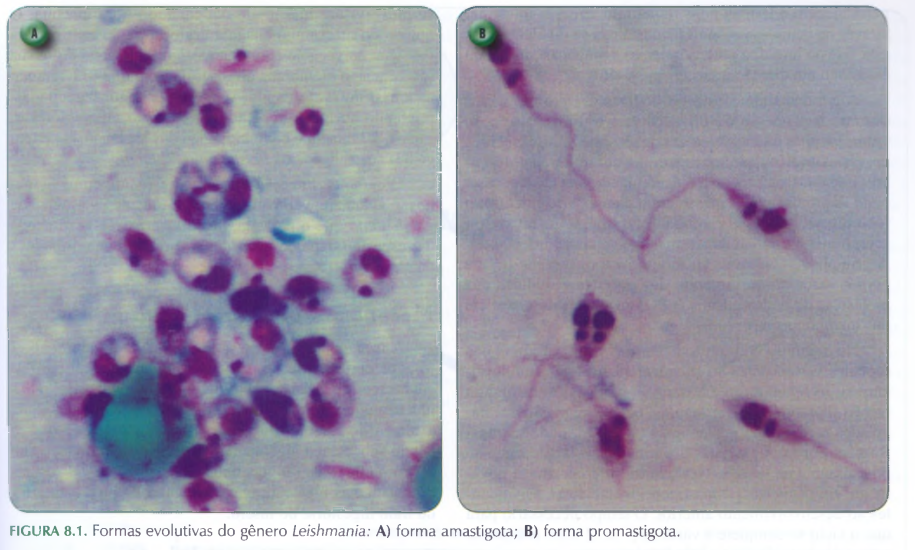 A
B
FIGURA 8.1. Formas evolutivas do gênero Leishmania: A) forma amastigota; B) forma promastigota.